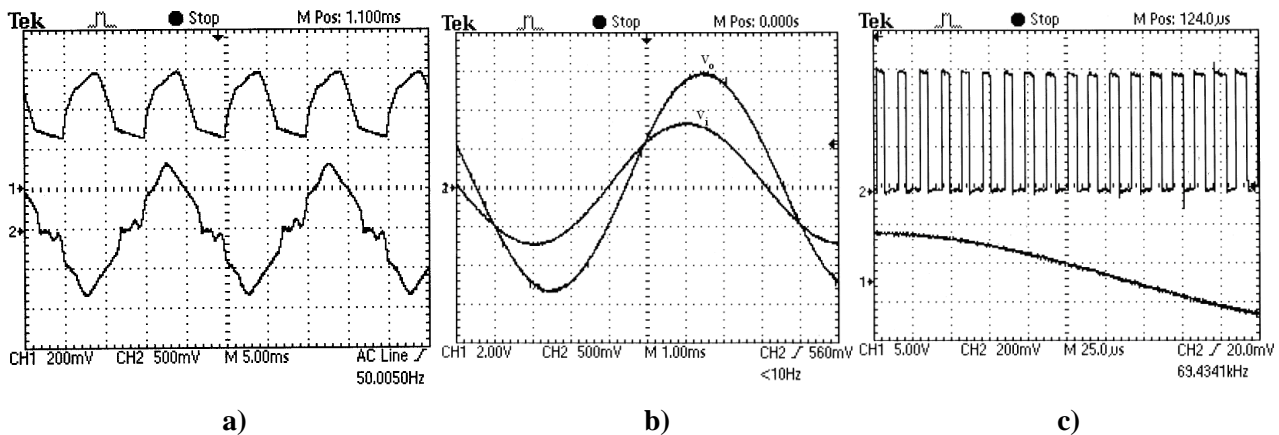 Tek Stop M Pos: 1.100ms
1
2
CH1 200mV CH2 500mV M 5.00ms AC Line
50.0050Hz
a)
Tek Stop M Pos: 0.000s
Vo
V1
2
CH1 2.00V CH2 500mV M 1.00ms CH2 560mV
<10Hz
b)
Tek Stop M Pos: 124.0µs
2
1
CH1 5.00V CH2 200mV M 25.0µs CH2 20.0mV
69.4341kHz
c)